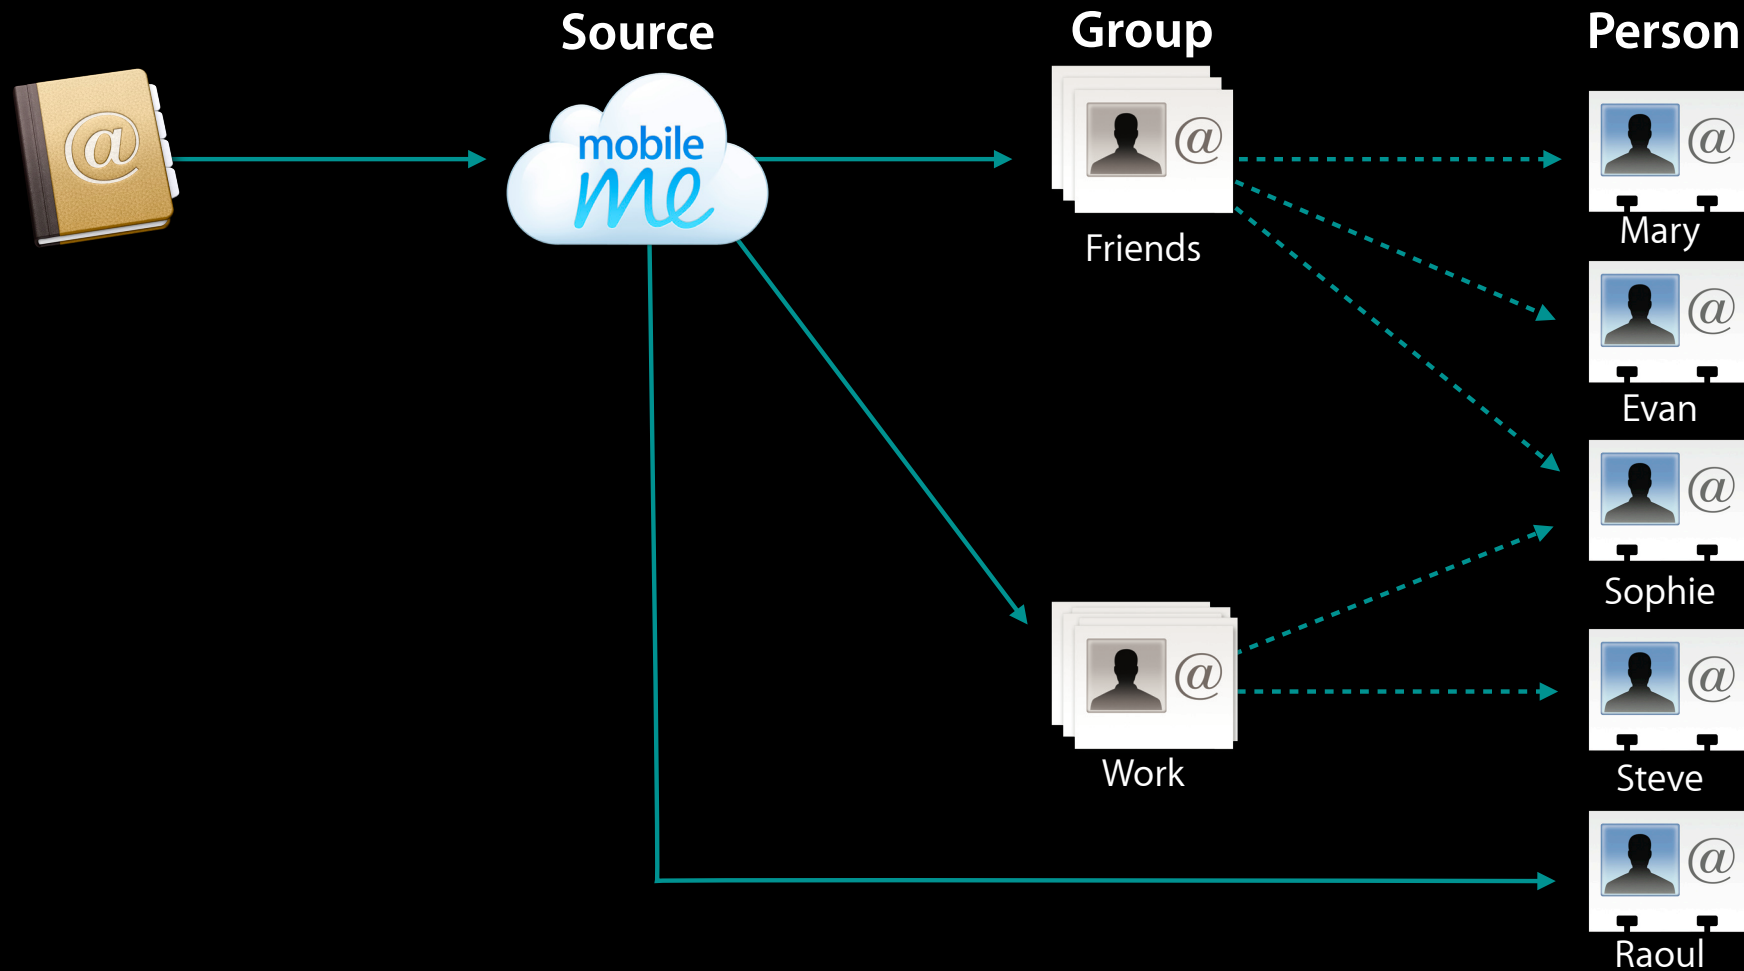 Source
Group
Person
@
mobile
me
@
Friends
@
Mary
@
Evan
@
Sophie
@
Work
@
Steve
@
Raoul